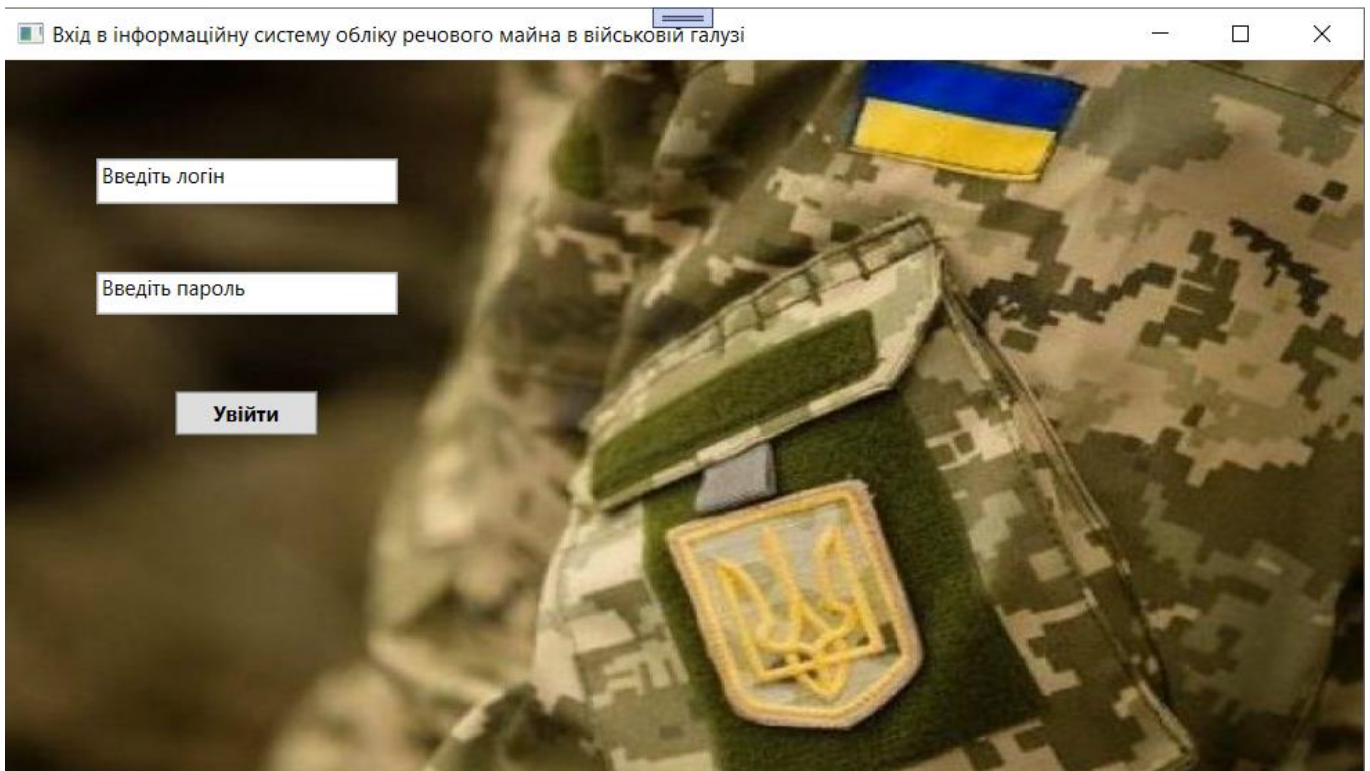 Вхід в інформаційну систему обліку речового майна в військовій галузі
Введіть логін
Введіть пароль
Увійти